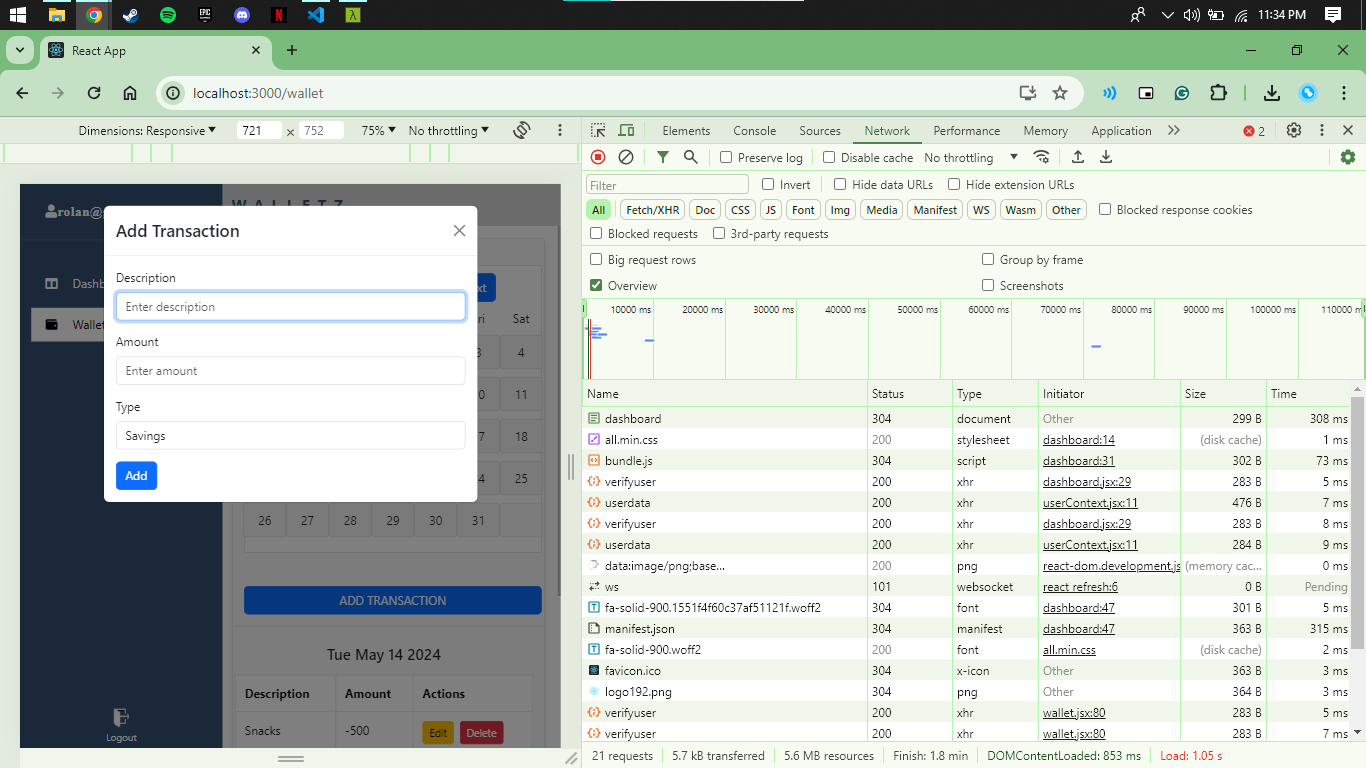 11:34 PM
React App
localhost:3000/wallet
Dimensions: Responsive 721 × 752 75% No throttling
Elements Console Sources Network Performance Memory Application 2
Preserve log Disable cache No throttling
Filter Invert Hide data URLs Hide extension URLs
All Fetch/XHR Doc CSS JS Font Img Media Manifest WS Wasm Other Blocked response cookies
Blocked requests 3rd-party requests
Big request rows Group by frame
Overview Screenshots
10000 ms 20000 ms 30000 ms 40000 ms 50000 ms 60000 ms 70000 ms 80000 ms 90000 ms 100000 ms
Name Status Type Initiator Size Time
dashboard 304 document Other 299 B 308 ms
all.min.css 200 stylesheet dashboard:14 (disk cache) 1 ms
bundle.js 304 script dashboard:31 302 B 73 ms
verifyuser 200 xhr dashboard.jsx:29 283 B 5 ms
userdata 200 xhr userContext.jsx:11 476 B 7 ms
verifyuser 200 xhr dashboard.jsx:29 283 B 8 ms
userdata 200 xhr userContext.jsx:11 284 B 9 ms
data:image/png;base... 200 png react-dom.development.js (memory cac... 0 ms
ws 101 websocket react refresh:6 0 B Pending
fa-solid-900.1551f4f60c37af51121f.woff2 304 font dashboard:47 301 B 5 ms
manifest.json 304 manifest dashboard:47 363 B 315 ms
fa-solid-900.woff2 200 font all.min.css (disk cache) 2 ms
favicon.ico 304 x-icon Other 363 B 3 ms
logo192.png 304 png Other 364 B 3 ms
verifyuser 200 xhr wallet.jsx:80 283 B 5 ms
verifyuser 200 xhr wallet.jsx:80 283 B 7 ms
21 requests 5.7 kB transferred 5.6 MB resources Finish: 1.8 min DOMContentLoaded: 853 ms Load: 1.05 s
WALLETZ
rolan@
Add Transaction
Description
Enter description
Amount
Enter amount
Type
Savings
Add
Dashb
Wallet
Sat
4
11
18
25
26 27 28 29 30 31
ADD TRANSACTION
Tue May 14 2024
Description Amount Actions
Snacks -500 Edit Delete
Logout